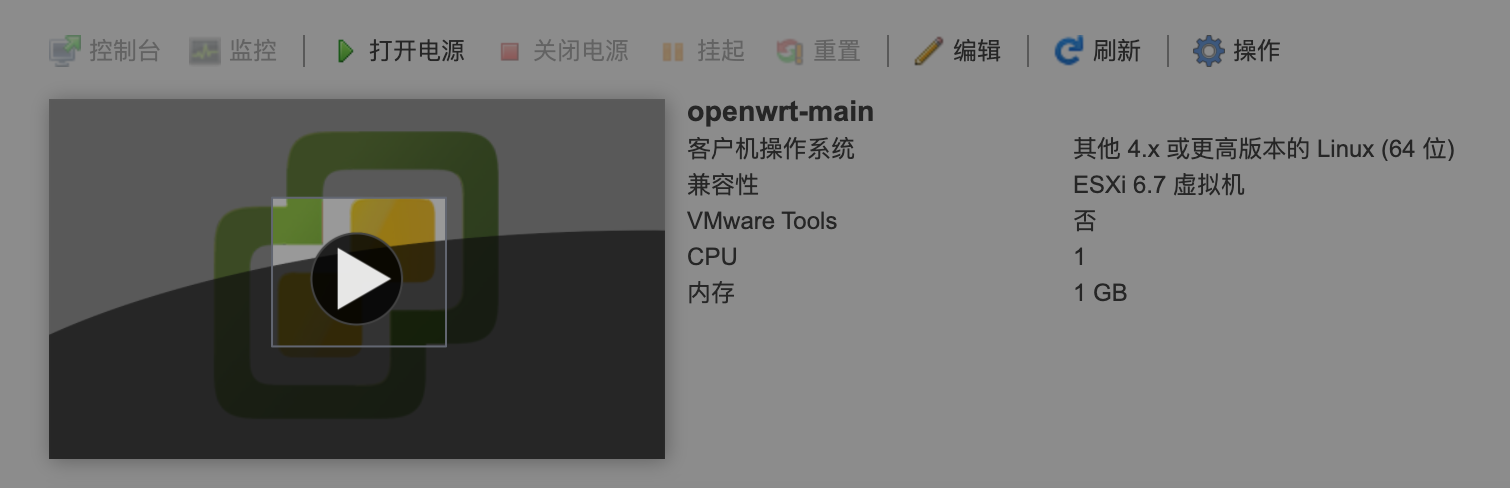 控制台 监控 打开电源 关闭电源 挂起 重置 编辑 刷新 操作
openwrt-main
客户机操作系统 其他 4.x 或更高版本的 Linux (64 位)
兼容性 ESXi 6.7 虚拟机
VMware Tools 否
CPU 1
内存 1 GB